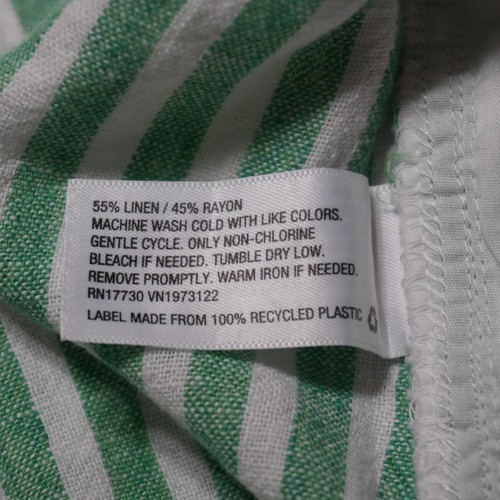 55% LINEN / 45% RAYON
MACHINE WASH COLD WITH LIKE COLORS.
GENTLE CYCLE. ONLY NON-CHLORINE
BLEACH IF NEEDED. TUMBLE DRY LOW.
REMOVE PROMPTLY. WARM IRON IF NEEDED.
RN17730 VN1973122
LABEL MADE FROM 100% RECYCLED PLASTIC